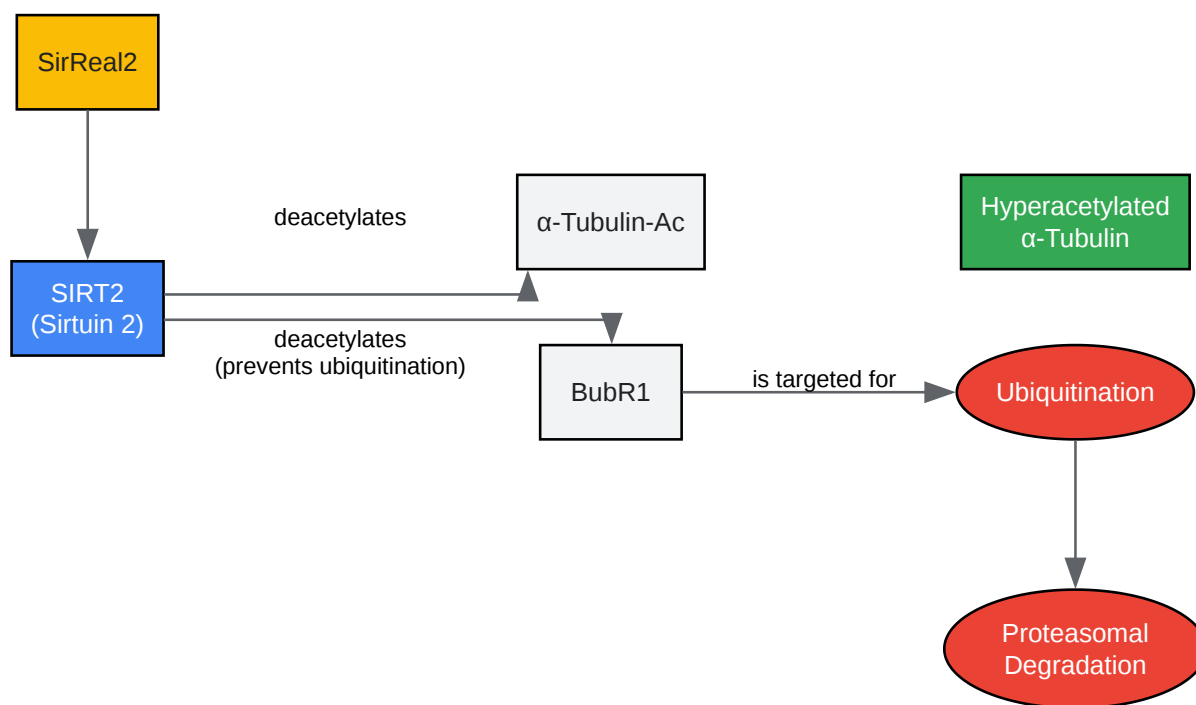 SirReal2
deacetylates
α-Tubulin-Ac
Hyperacetylated
α-Tubulin
SIRT2
(Sirtuin 2)
deacetylates
(prevents ubiquitination)
BubR1
is targeted for
Ubiquitination
Proteasomal
Degradation